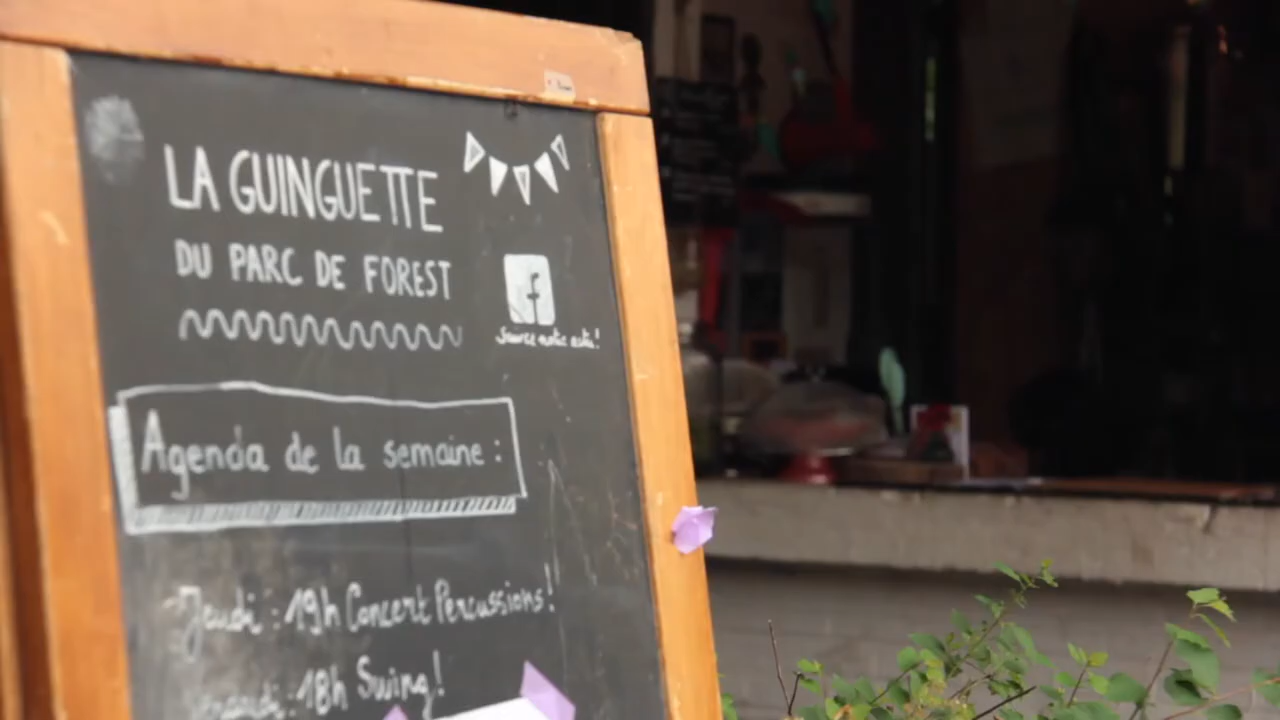 LA GUINGUETTE
DU PARC DE FOREST
f
Agenda de la semaine :
Jeudi : 19h Concert Percussions!
18h Swing!